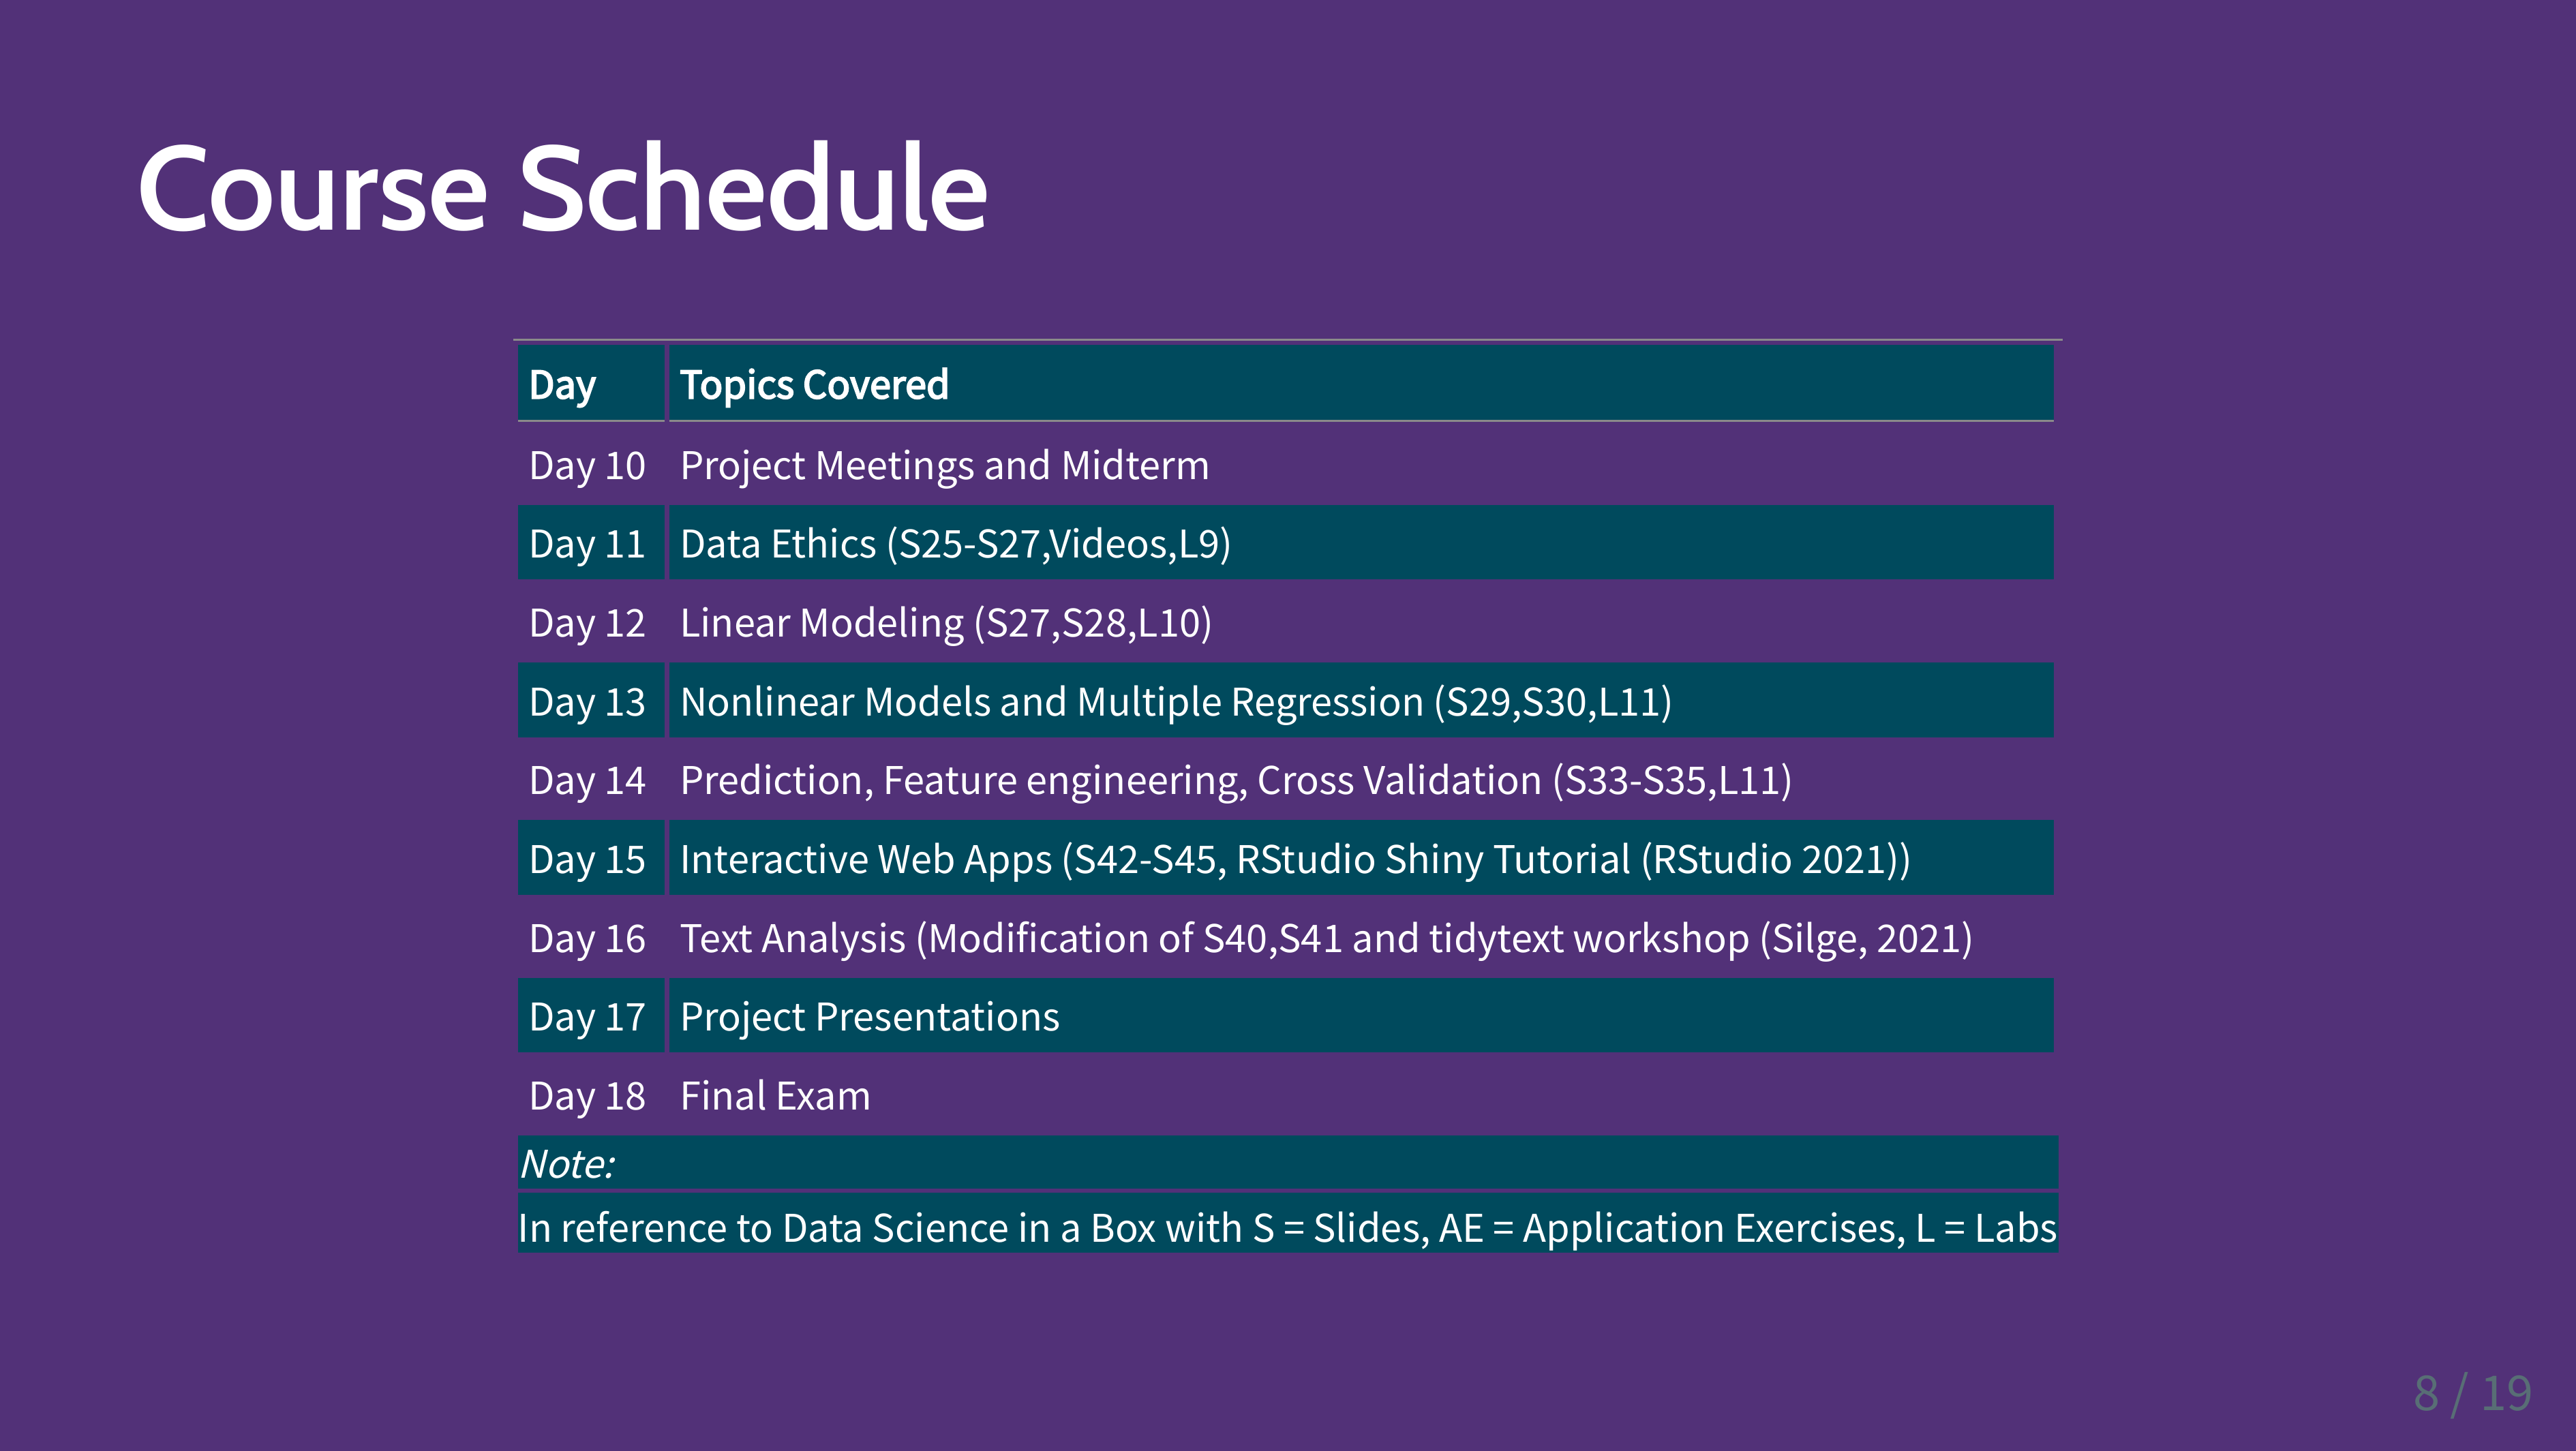 Course Schedule
Day Topics Covered
Day 10 Project Meetings and Midterm
Day 11 Data Ethics (S25-S27,Videos,L9)
Day 12 Linear Modeling (S27,S28,L10)
Day 13 Nonlinear Models and Multiple Regression (S29,S30,L11)
Day 14 Prediction, Feature engineering, Cross Validation (S33-S35,L11)
Day 15 Interactive Web Apps (S42-S45, RStudio Shiny Tutorial (RStudio 2021))
Day 16 Text Analysis (Modification of S40,S41 and tidytext workshop (Silge, 2021)
Day 17 Project Presentations
Day 18 Final Exam
Note:
In reference to Data Science in a Box with S = Slides, AE = Application Exercises, L = Labs
8 / 19